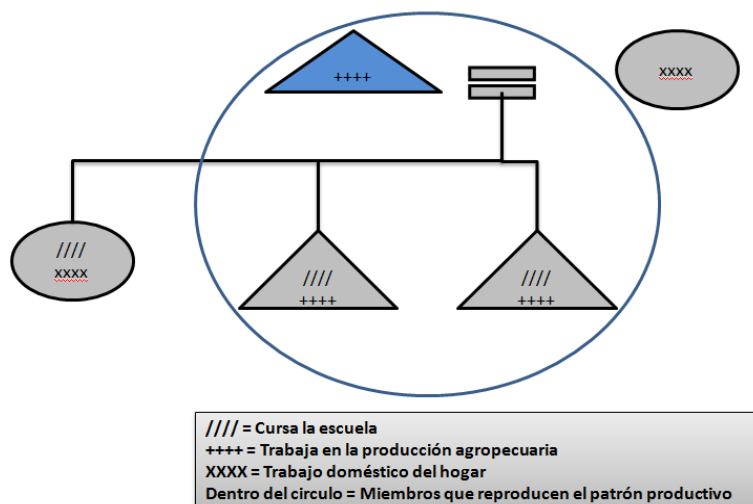 ++++
xxxx
////
xxxx
////
++++
////
++++
//// = Cursa la escuela
++++ = Trabaja en la producción agropecuaria
XXXX = Trabajo doméstico del hogar
Dentro del circulo = Miembros que reproducen el patrón productivo